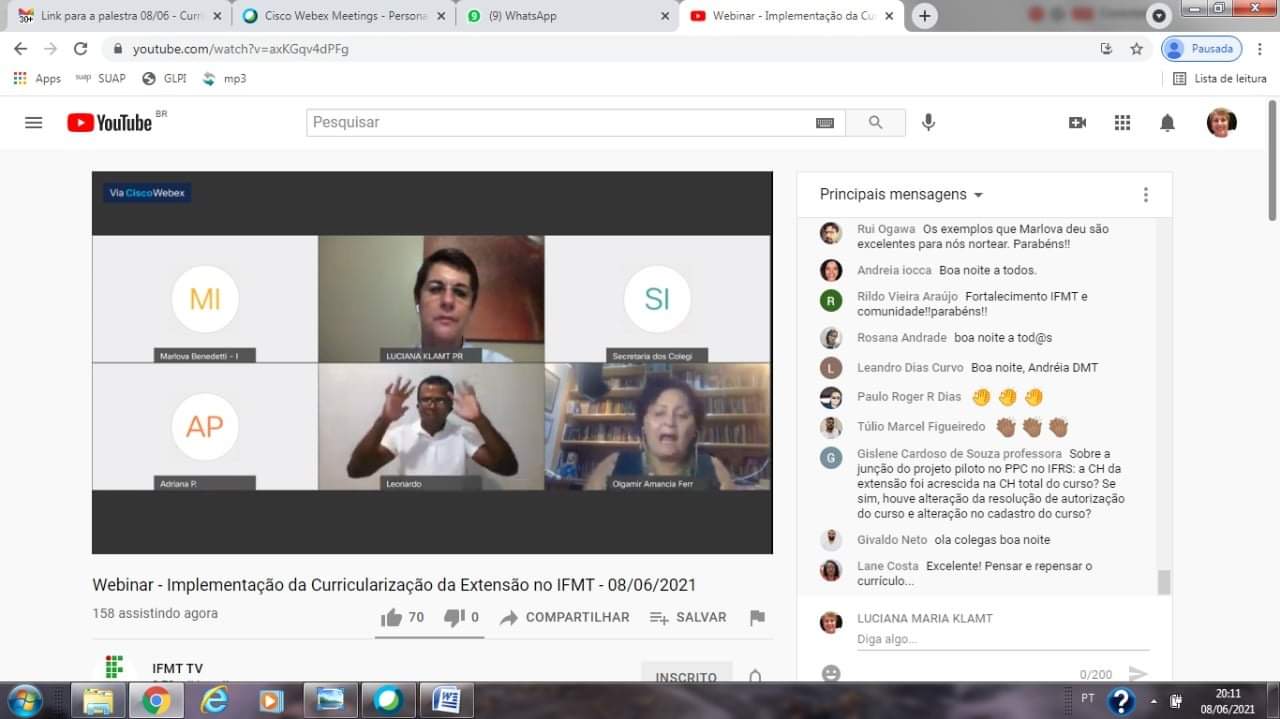 Link para a palestra 08/06 - Curri
Cisco Webex Meetings - Persona
(9) WhatsApp
Webinar - Implementação da Cu
youtube.com/watch?v=axKGqv4dPFg
Pausada
Apps
SUAP
GLPI
mp3
Lista de leitura
YouTube BR
Pesquisar
Via CiscoWebex
MI
SI
Marlova Benedetti - I
LUCIANA KLAMT PR
Secretaria dos Colegi
AP
Adriana P.
Leonardo
Olgamir Amancia Ferr
Webinar - Implementação da Curricularização da Extensão no IFMT - 08/06/2021
158 assistindo agora
70
0
COMPARTILHAR
SALVAR
IFMT TV
INSCRITO
Principais mensagens
Rui Ogawa Os exemplos que Marlova deu são
excelentes para nós nortear. Parabéns!!
Andreia iocca Boa noite a todos.
R
Rildo Vieira Araújo Fortalecimento IFMT e
comunidade!!parabéns!!
Rosana Andrade boa noite a tod@s
L
Leandro Dias Curvo Boa noite, Andréia DMT
Paulo Roger R Dias
Túlio Marcel Figueiredo
G
Gislene Cardoso de Souza professora Sobre a
junção do projeto piloto no PPC no IFRS: a CH da
extensão foi acrescida na CH total do curso? Se
sim, houve alteração da resolução de autorização
do curso e alteração no cadastro do curso?
Givaldo Neto ola colegas boa noite
Lane Costa Excelente! Pensar e repensar o
currículo...
LUCIANA MARIA KLAMT
Diga algo...
0/200
PT
20:11
08/06/2021